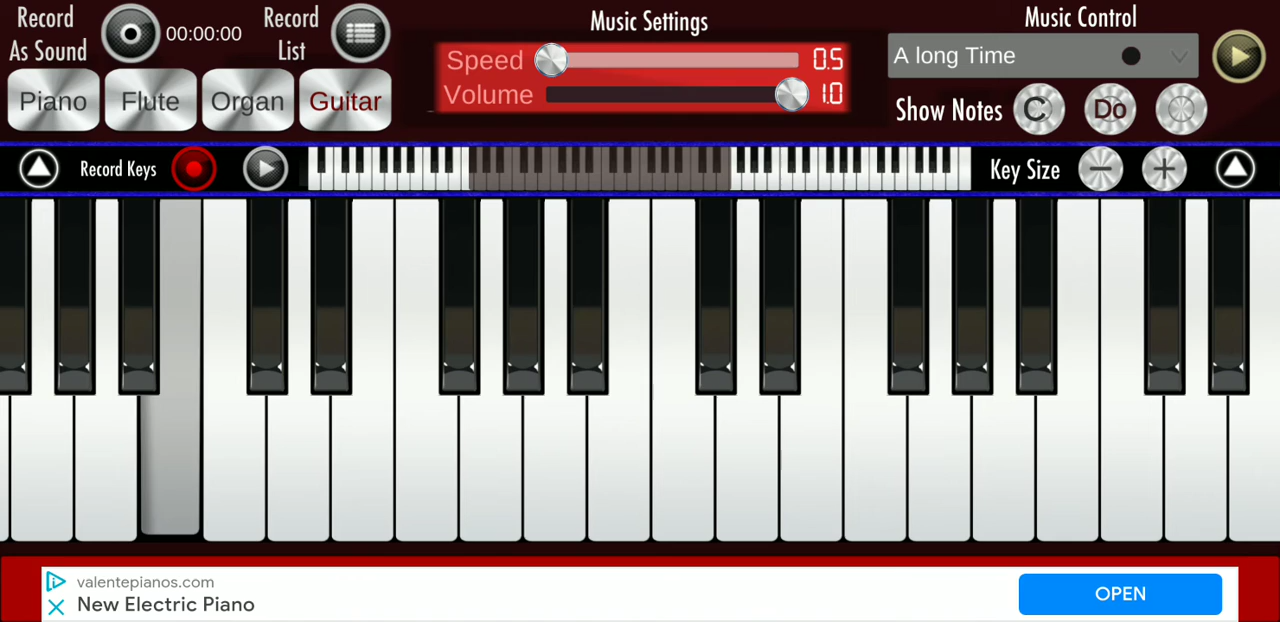 Record
As Sound
00:00:00
Record
List
Music Settings
Music Control
Speed
0.5
Volume
1.0
A long Time
Piano
Flute
Organ
Guitar
Show Notes
C
Do
Record Keys
Key Size
valentepianos.com
New Electric Piano
OPEN